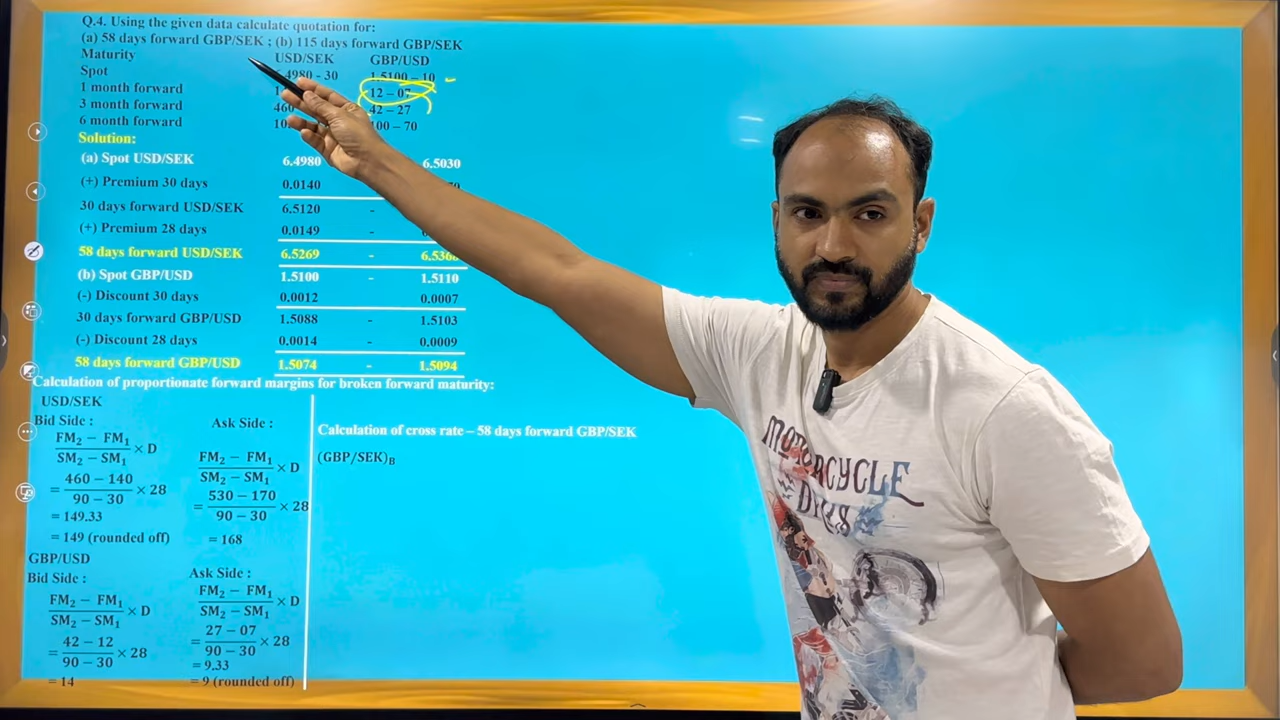 Q.4. Using the given data calculate quotation for:
(a) 58 days forward GBP/SEK ; (b) 115 days forward GBP/SEK
Maturity USD/SEK GBP/USD
Spot 4980 - 30 1.5100 – 10
1 month forward 12 – 07
3 month forward 460 42 – 27
6 month forward 100 – 70
Solution:
(a) Spot USD/SEK 6.4980 6.5030
(+) Premium 30 days 0.0140
30 days forward USD/SEK 6.5120 -
(+) Premium 28 days 0.0149 -
58 days forward USD/SEK 6.5269 - 6.536
(b) Spot GBP/USD 1.5100 - 1.5110
(-) Discount 30 days 0.0012 0.0007
30 days forward GBP/USD 1.5088 - 1.5103
(-) Discount 28 days 0.0014 - 0.0009
58 days forward GBP/USD 1.5074 - 1.5094
Calculation of proportionate forward margins for broken forward maturity:
USD/SEK
Bid Side :
FM₂ − FM₁
SM₂ − SM₁ × D
460 − 140
= 90 − 30 × 28
= 149.33
= 149 (rounded off)
Ask Side :
FM₂ − FM₁
SM₂ − SM₁ × D
530 − 170
= 90 − 30 × 28
= 168
GBP/USD
Bid Side :
FM₂ − FM₁
SM₂ − SM₁ × D
42 − 12
= 90 − 30 × 28
= 14
Ask Side :
FM₂ − FM₁
SM₂ − SM₁ × D
27 − 07
= 90 − 30 × 28
= 9.33
= 9 (rounded off)
Calculation of cross rate – 58 days forward GBP/SEK
(GBP/SEK)B
MOTORCYCLE